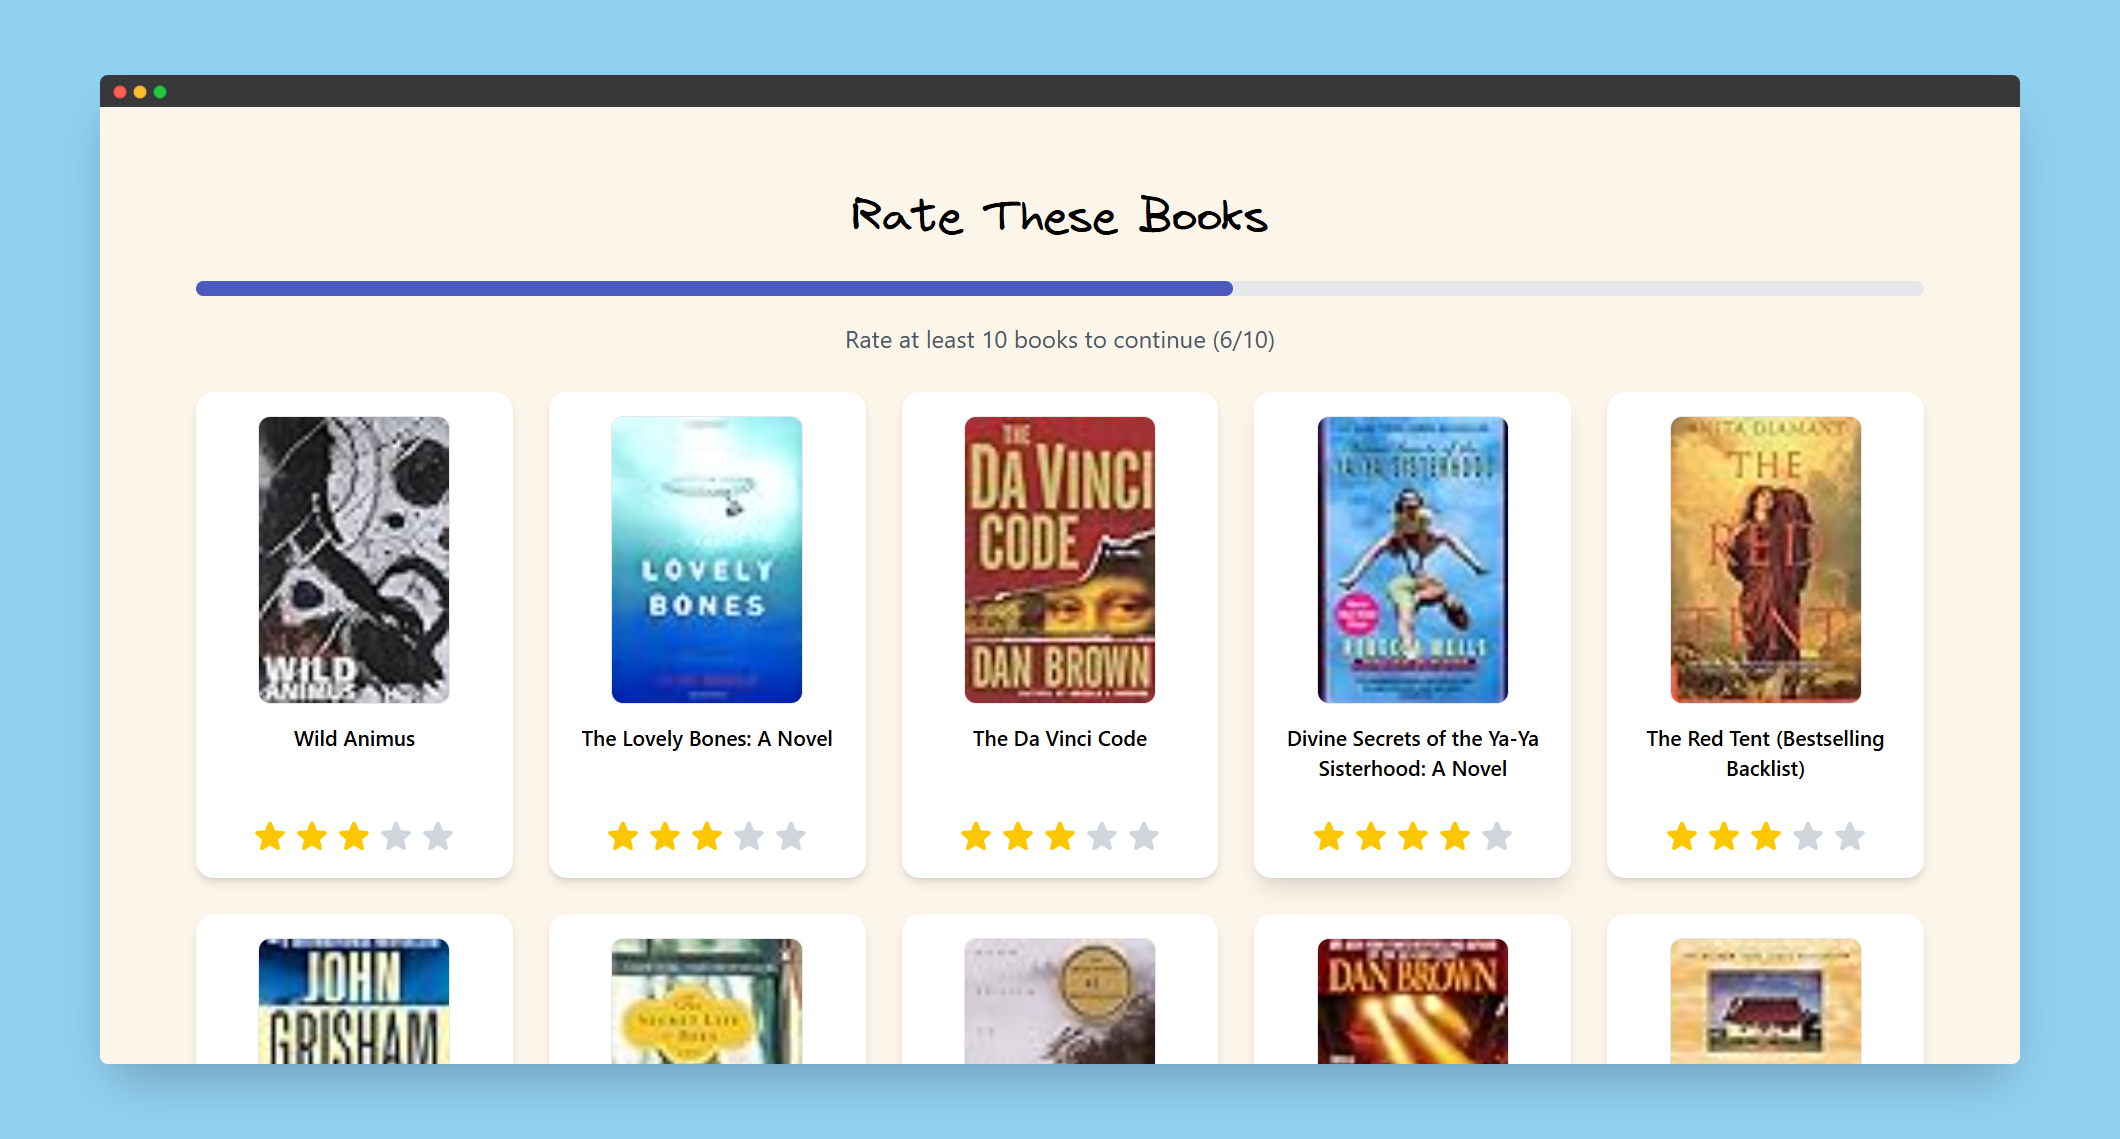 Rate These Books
Rate at least 10 books to continue (6/10)
WILD
ANIMUS
Wild Animus
LOVELY
BONES
The Lovely Bones: A Novel
THE
DA VINCI
CODE
DAN BROWN
The Da Vinci Code
YA-YA SISTERHOOD
REBECCA WELLS
Divine Secrets of the Ya-Ya
Sisterhood: A Novel
ANITA DIAMANT
THE
RED
TENT
The Red Tent (Bestselling
Backlist)
JOHN
GRISHAM
The
SECRET LIFE
of BEES
DAN BROWN